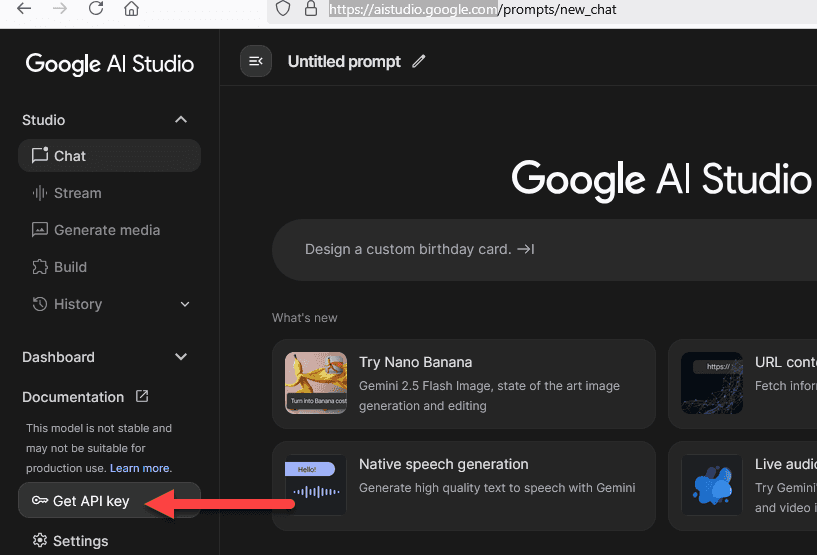 https://aistudio.google.com/prompts/new_chat
Google AI Studio
Untitled prompt
Studio
Chat
Stream
Generate media
Build
History
Dashboard
Documentation
This model is not stable and
may not be suitable for
production use. Learn more.
Get API key
Settings
Google AI Studio
Design a custom birthday card.
What's new
Turn into Banana cost
Try Nano Banana
Gemini 2.5 Flash Image, state of the art image
generation and editing
https://
URL cont
Fetch infor
Hello!
Native speech generation
Generate high quality text to speech with Gemini
Live audio
Try Gemini'
and video i